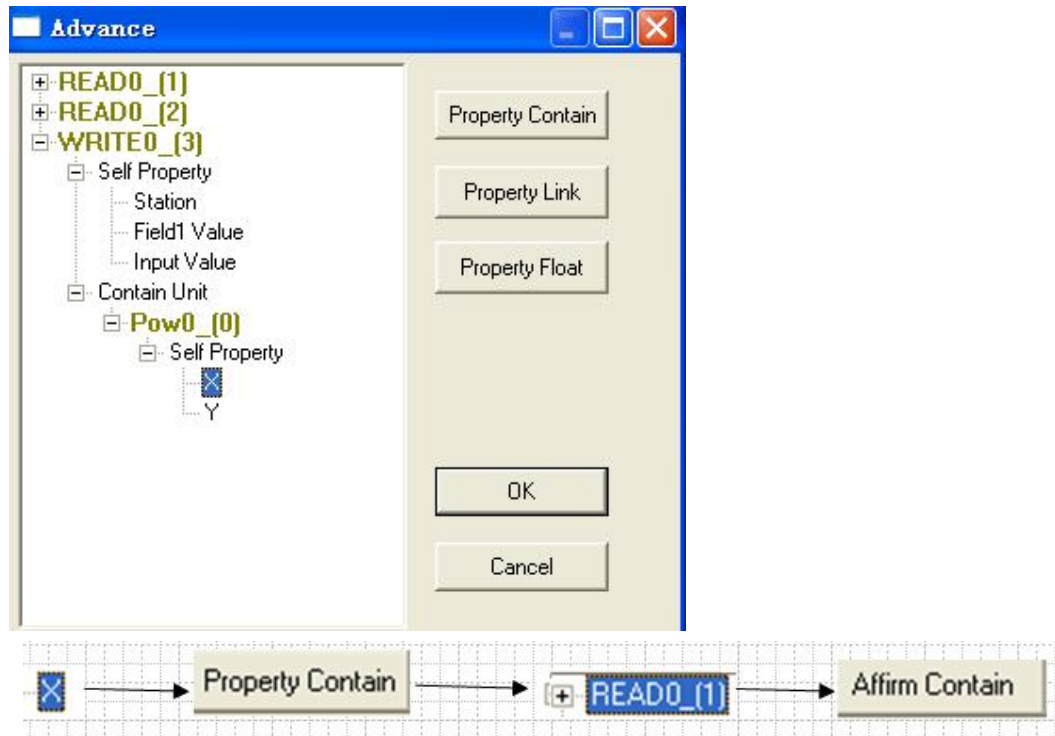 Advance
READ0_(1)
READ0_(2)
WRITE0_(3)
Self Property
Station
Field1 Value
Input Value
Contain Unit
Pow0_(0)
Self Property
X
Y
Property Contain
Property Link
Property Float
OK
Cancel
X Property Contain READ0_(1) Affirm Contain